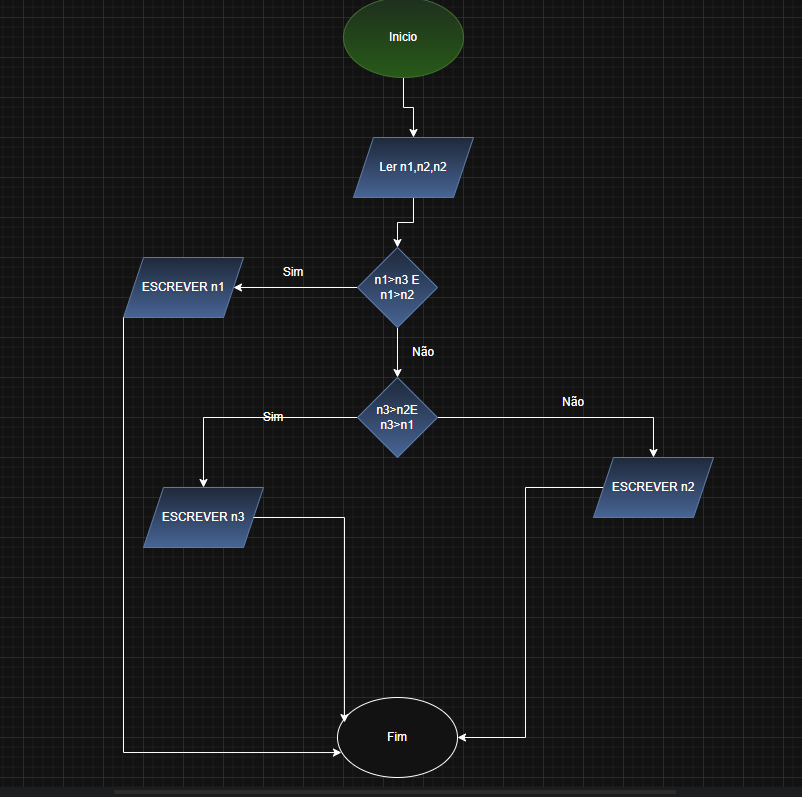 Inicio
Ler n1,n2,n2
n1>n3 E
n1>n2
Sim
ESCREVER n1
Não
n3>n2E
n3>n1
Sim
Não
ESCREVER n3
ESCREVER n2
Fim